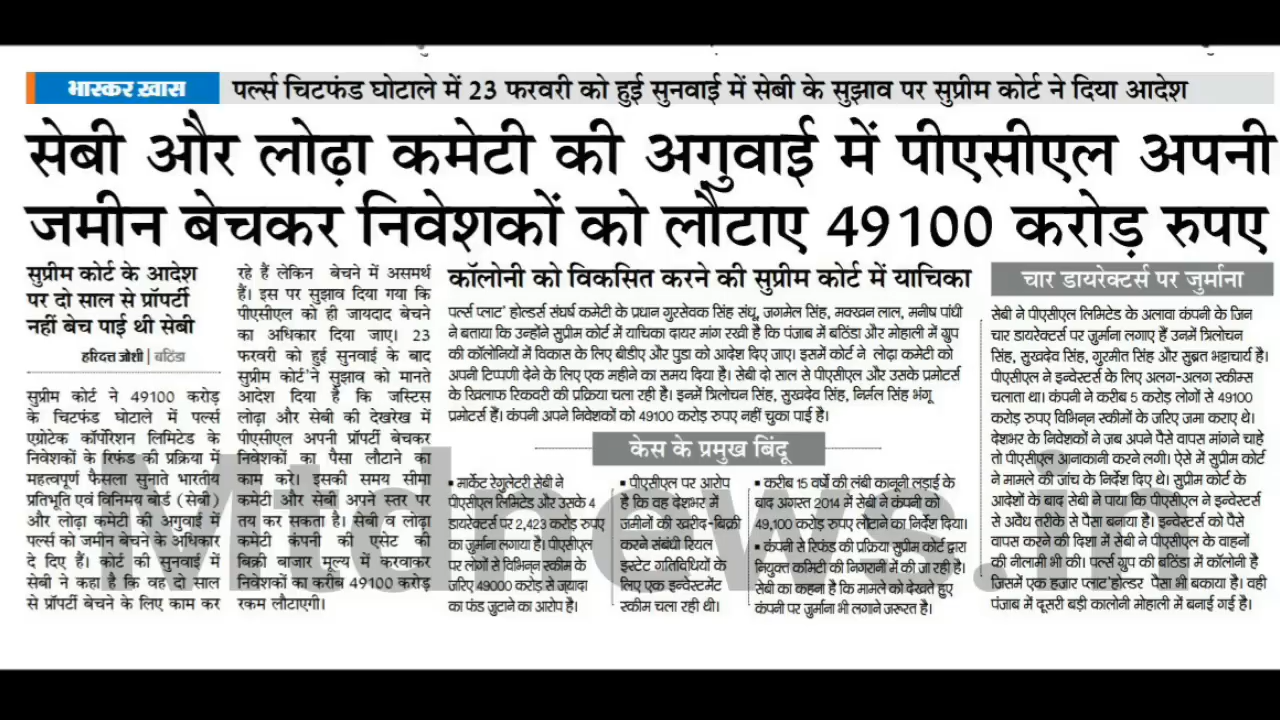 भास्कर ख़ास
पर्ल्स चिटफंड घोटाले में 23 फरवरी को हुई सुनवाई में सेबी के सुझाव पर सुप्रीम कोर्ट ने दिया आदेश
सेबी और लोढ़ा कमेटी की अगुवाई में पीएसीएल अपनी
जमीन बेचकर निवेशकों को लौटाए 49100 करोड़ रुपए
सुप्रीम कोर्ट के आदेश
पर दो साल से प्रॉपर्टी
नहीं बेच पाई थी सेबी
हरिदत्त जोशी | बठिंडा
सुप्रीम कोर्ट ने 49100 करोड़
के चिटफंड घोटाले में पर्ल्स
एग्रोटेक कॉर्पोरेशन लिमिटेड के
निवेशकों के रिफंड की प्रक्रिया में
महत्वपूर्ण फैसला सुनाते भारतीय
प्रतिभूति एवं विनिमय बोर्ड (सेबी)
और लोढ़ा कमेटी की अगुवाई में
पर्ल्स को जमीन बेचने के अधिकार
दे दिए हैं। कोर्ट की सुनवाई में
सेबी ने कहा है कि वह दो साल
से प्रॉपर्टी बेचने के लिए काम कर
रहे हैं लेकिन बेचने में असमर्थ
हैं। इस पर सुझाव दिया गया कि
पीएसीएल को ही जायदाद बेचने
का अधिकार दिया जाए। 23
फरवरी को हुई सुनवाई के बाद
सुप्रीम कोर्ट ने सुझाव को मानते
आदेश दिया है कि जस्टिस
लोढ़ा और सेबी की देखरेख में
पीएसीएल अपनी प्रॉपर्टी बेचकर
निवेशकों का पैसा लौटाने का
काम करे। इसकी समय सीमा
कमेटी और सेबी अपने स्तर पर
तय कर सकता है। सेबी व लोढ़ा
कमेटी कंपनी की एसेट की
बिक्री बाजार मूल्य में करवाकर
निवेशकों का करीब 49100 करोड़
रकम लौटाएगी।
कॉलोनी को विकसित करने की सुप्रीम कोर्ट में याचिका
पर्ल्स प्लाट' होल्डर्स संघर्ष कमेटी के प्रधान गुरसेवक सिंह संधू, जगमेल सिंह, मक्खन लाल, मनीष पांधी
ने बताया कि उन्होंने सुप्रीम कोर्ट में याचिका दायर मांग रखी है कि पंजाब में बठिंडा और मोहाली में ग्रुप
की कॉलोनियों में विकास के लिए बीडीए और पुडा को आदेश दिए जाए। इसमें कोर्ट ने लोढ़ा कमेटी को
अपनी टिप्पणी देने के लिए एक महीने का समय दिया है। सेबी दो साल से पीएसीएल और उसके प्रमोटर्स
के खिलाफ रिकवरी की प्रक्रिया चला रही है। इनमें त्रिलोचन सिंह, सुखदेव सिंह, निर्मल सिंह भंगू
प्रमोटर्स हैं। कंपनी अपने निवेशकों को 49100 करोड़ रुपए नहीं चुका पाई है।
केस के प्रमुख बिंदू
▪ मार्केट रेगुलेटरी सेबी ने
पीएसीएल लिमिटेड और उसके 4
डायरेक्टर्स पर 2,423 करोड़ रुपए
का जुर्माना लगाया है। पीएसीएल
पर लोगों से विभिनृन स्कीम के
जरिए 49000 करोड़ से ज्यादा
का फंड जुटाने का आरोप है।
▪ पीएसीएल पर आरोप
है कि वह देशभर में
जमीनों की खरीद-बिक्री
करने संबंधी रियल
इस्टेट गतिविधियों के
लिए एक इन्वेस्टमेंट
स्कीम चला रही थी।
▪ करीब 15 वर्षों की लंबी कानूनी लड़ाई के
बाद अगस्त 2014 में सेबी ने कंपनी को
49,100 करोड़ रुपए लौटाने का निर्देश दिया।
▪ कंपनी से रिफंड की प्रक्रिया सुप्रीम कोर्ट द्वारा
नियुक्त कमिटी की निगरानी में की जा रही है।
सेबी का कहना है कि मामले को देखते हुए
कंपनी पर जुर्माना भी लगाने जरूरत है।
चार डायरेक्टर्स पर जुर्माना
सेबी ने पीएसीएल लिमिटेड के अलावा कंपनी के जिन
चार डायरेक्टर्स पर जुर्माना लगाए हैं उनमें त्रिलोचन
सिंह, सुखदेव सिंह, गुरमीत सिंह और सुब्रत भट्टाचार्य है।
पीएसीएल ने इन्वेस्टर्स के लिए अलग-अलग स्कीम्स
चलाता था। कंपनी ने करीब 5 करोड़ लोगों से 49100
करोड़ रुपए विभिनृन स्कीमों के जरिए जमा कराए थे।
देशभर के निवेशकों ने जब अपने पैसे वापस मांगने चाहे
तो पीएसीएल आनाकानी करने लगी। ऐसे में सुप्रीम कोर्ट
ने मामले की जांच के निर्देश दिए थे। सुप्रीम कोर्ट के
आदेशों के बाद सेबी ने पाया कि पीएसीएल ने इन्वेस्टर्स
से अवैध तरीके से पैसा बनाया है। इन्वेस्टर्स को पैसे
वापस करने की दिशा में सेबी ने पीएसीएल के वाहनों
की नीलामी भी की। पर्ल्स ग्रुप की बठिंडा में कॉलोनी है
जिसमें एक हजार प्लाट'होल्डर पैसा भी बकाया है। वही
पंजाब में दूसरी बड़ी कालोनी मोहाली में बनाई गई है।
Mtdnews.in